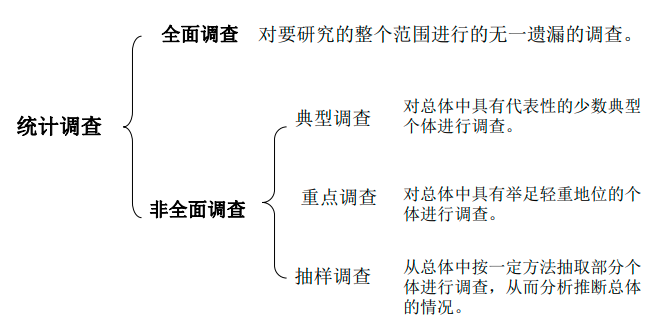 全面调查 对要研究的整个范围进行的无一遗漏的调查。
统计调查
典型调查
对总体中具有代表性的少数典型
个体进行调查。
非全面调查
重点调查
对总体中具有举足轻重地位的个
体进行调查。
抽样调查
从总体中按一定方法抽取部分个
体进行调查，从而分析推断总体
的情况。